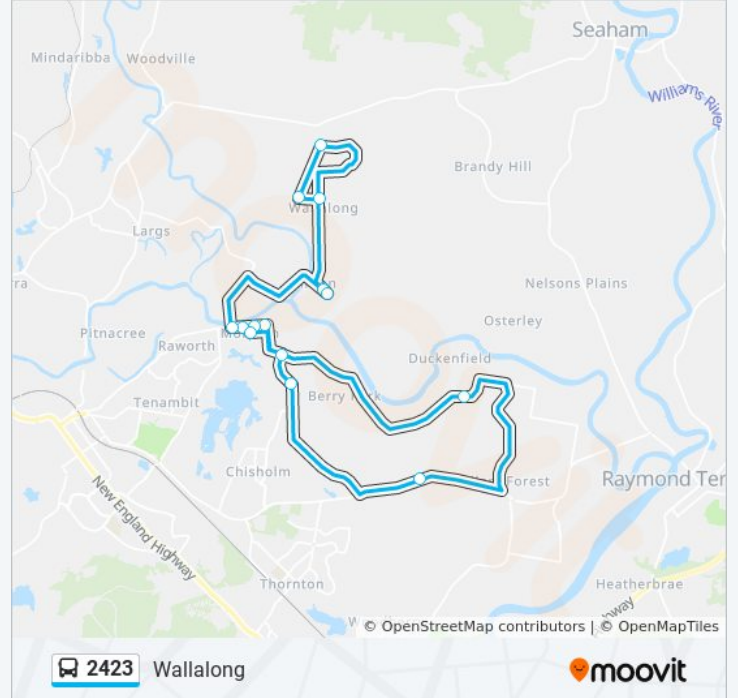 Seaham
Mindaribba
Woodville
Williams River
Brandy Hill
Wallalong
Largs
Nelsons Plains
Osterley
Pitnacree
Raworth
Duckenfield
Tenambit
Berry Park
Chisholm
Forest
Raymond Ter
New England Highway
Thornton
Heatherbrae
© OpenStreetMap contributors | © OpenMapTiles
2423 Wallalong
moovit